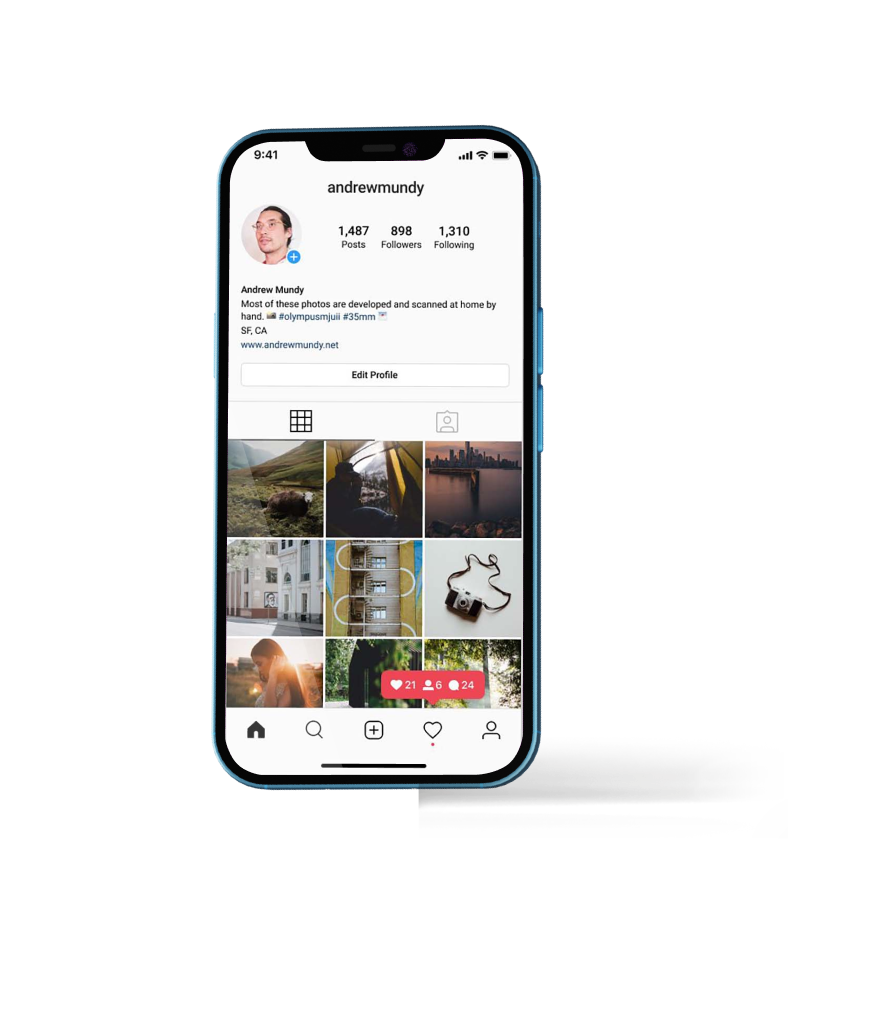 9:41
andrewmundy
1,487 898 1,310
Posts Followers Following
Andrew Mundy
Most of these photos are developed and scanned at home by
hand. 📷 #olympusmjuii #35mm 📨
SF, CA
www.andrewmundy.net
Edit Profile
21 6 24